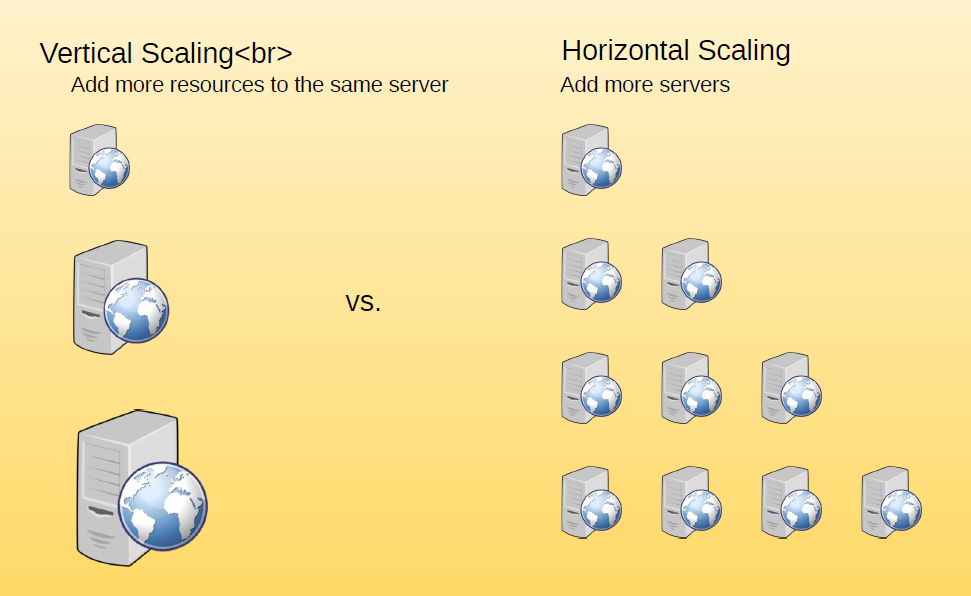 Vertical Scaling<br>
Add more resources to the same server
vs.
Horizontal Scaling
Add more servers